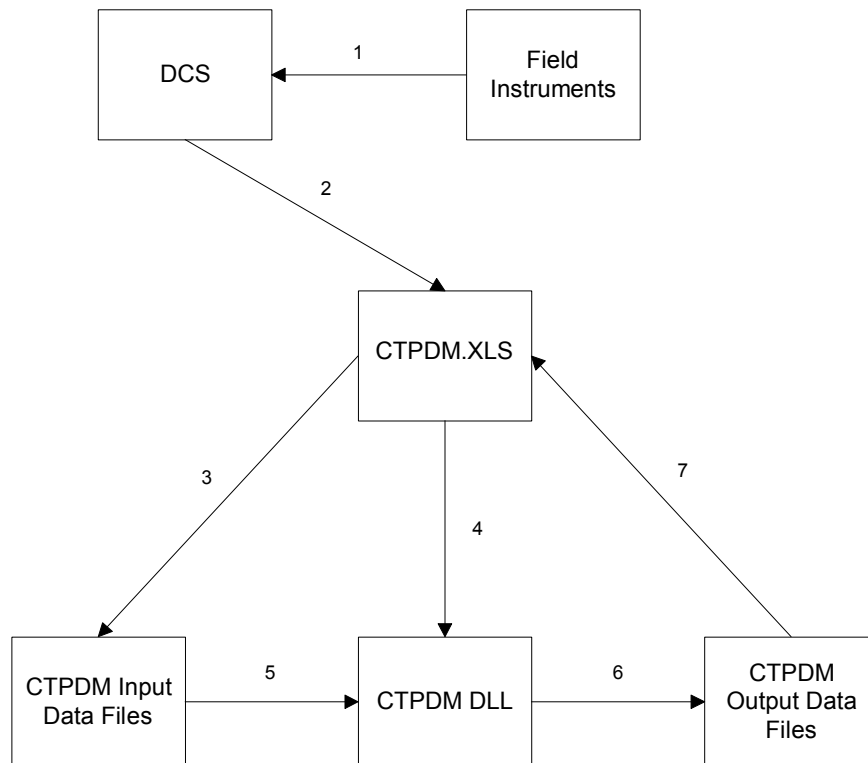 DCS
1
Field
Instruments
2
CTPDM.XLS
3
4
7
CTPDM Input
Data Files
5
CTPDM DLL
6
CTPDM
Output Data
Files